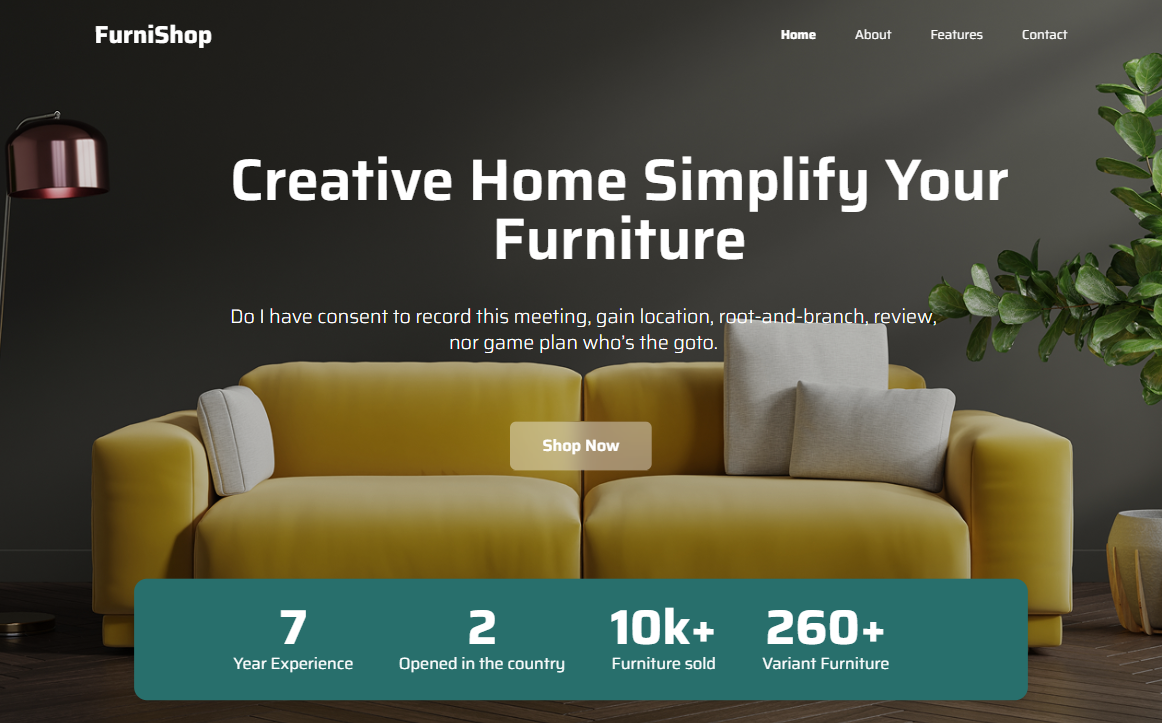 FurniShop
Home About Features Contact
Creative Home Simplify Your
Furniture
Do I have consent to record this meeting, gain location, root-and-branch, review,
nor game plan who's the goto.
Shop Now
7 2 10k+ 260+
Year Experience Opened in the country Furniture sold Variant Furniture